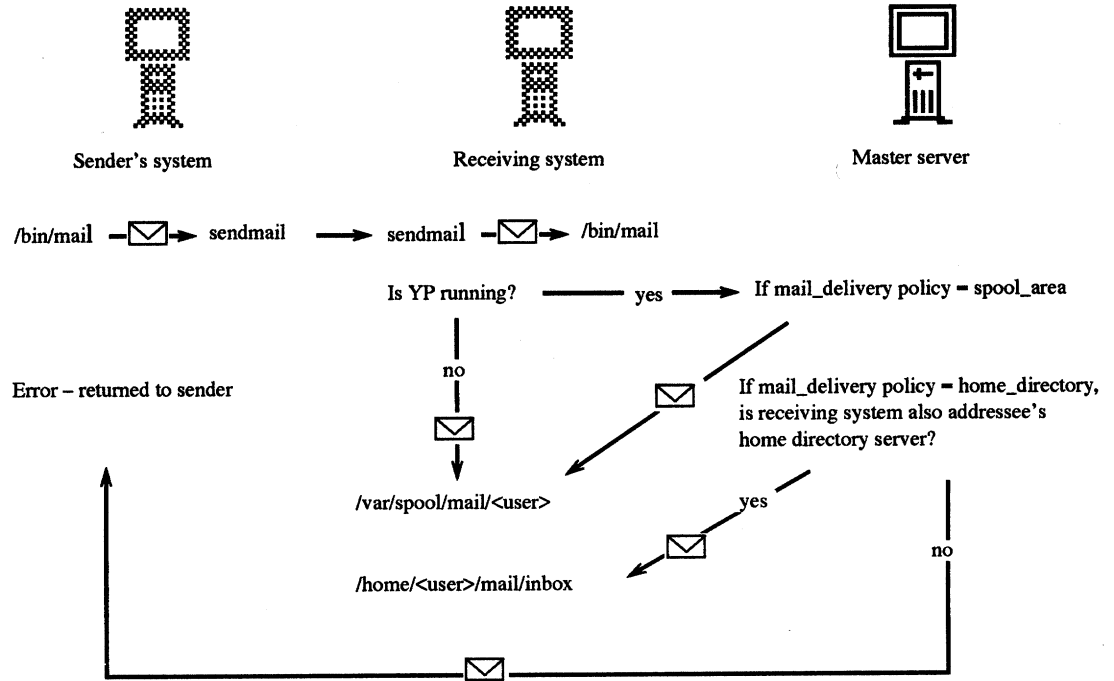 Sender's system
Receiving system
Master server
/bin/mail
sendmail
sendmail
/bin/mail
Is YP running?
yes
If mail_delivery policy = spool_area
no
Error – returned to sender
If mail_delivery policy = home_directory,
is receiving system also addressee's
home directory server?
/var/spool/mail/<user>
yes
no
/home/<user>/mail/inbox